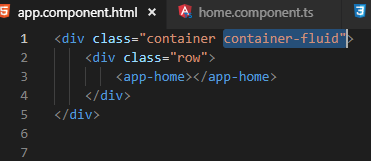 app.component.html home.component.ts
1 <div class="container container-fluid">
2 <div class="row">
3 <app-home></app-home>
4 </div>
5 </div>
6
7